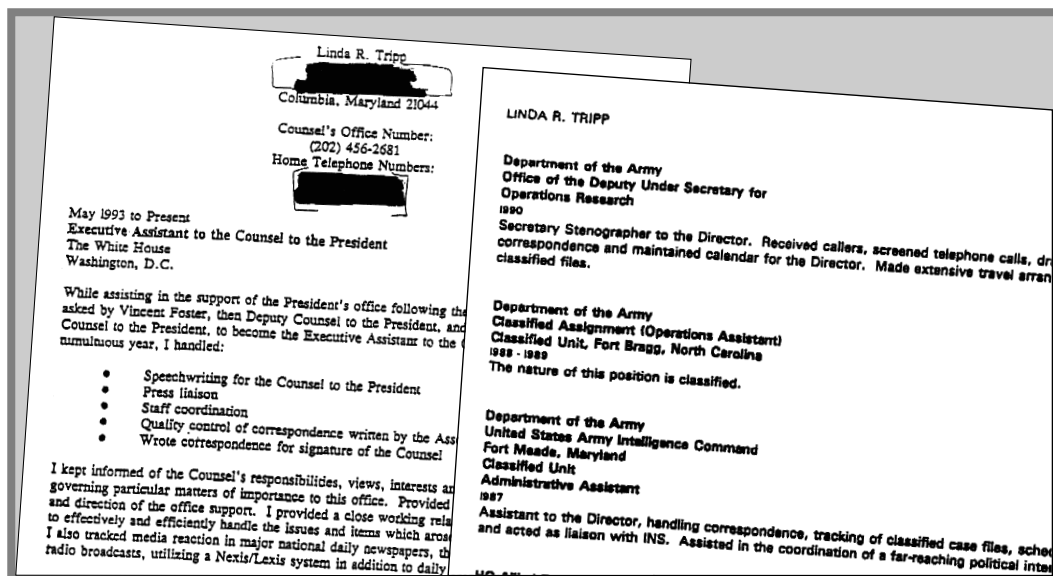 Linda R. Tripp
Columbia, Maryland 21044
Counsel's Office Number:
(202) 456-2681
Home Telephone Numbers:
May 1993 to Present
Executive Assistant to the Counsel to the President
The White House
Washington, D.C.
While assisting in the support of the President's office following the
asked by Vincent Foster, then Deputy Counsel to the President, and
Counsel to the President, to become the Executive Assistant to the
tumultuous year, I handled:
• Speechwriting for the Counsel to the President
• Press liaison
• Staff coordination
• Quality control of correspondence written by the Ass
• Wrote correspondence for signature of the Counsel
I kept informed of the Counsel's responsibilities, views, interests an
governing particular matters of importance to this office. Provided
and direction of the office support. I provided a close working rela
to effectively and efficiently handle the issues and items which arose
I also tracked media reaction in major national daily newspapers, th
radio broadcasts, utilizing a Nexis/Lexis system in addition to daily
LINDA R. TRIPP
Department of the Army
Office of the Deputy Under Secretary for
Operations Research
1990
Secretary Stenographer to the Director. Received callers, screened telephone calls, dra
correspondence and maintained calendar for the Director. Made extensive travel arran
classified files.
Department of the Army
Classified Assignment (Operations Assistant)
Classified Unit, Fort Bragg, North Carolina
1988 - 1989
The nature of this position is classified.
Department of the Army
United States Army Intelligence Command
Fort Meade, Maryland
Classified Unit
Administrative Assistant
1987
Assistant to the Director, handling correspondence, tracking of classified case files, sched
and acted as liaison with INS. Assisted in the coordination of a far-reaching political inte